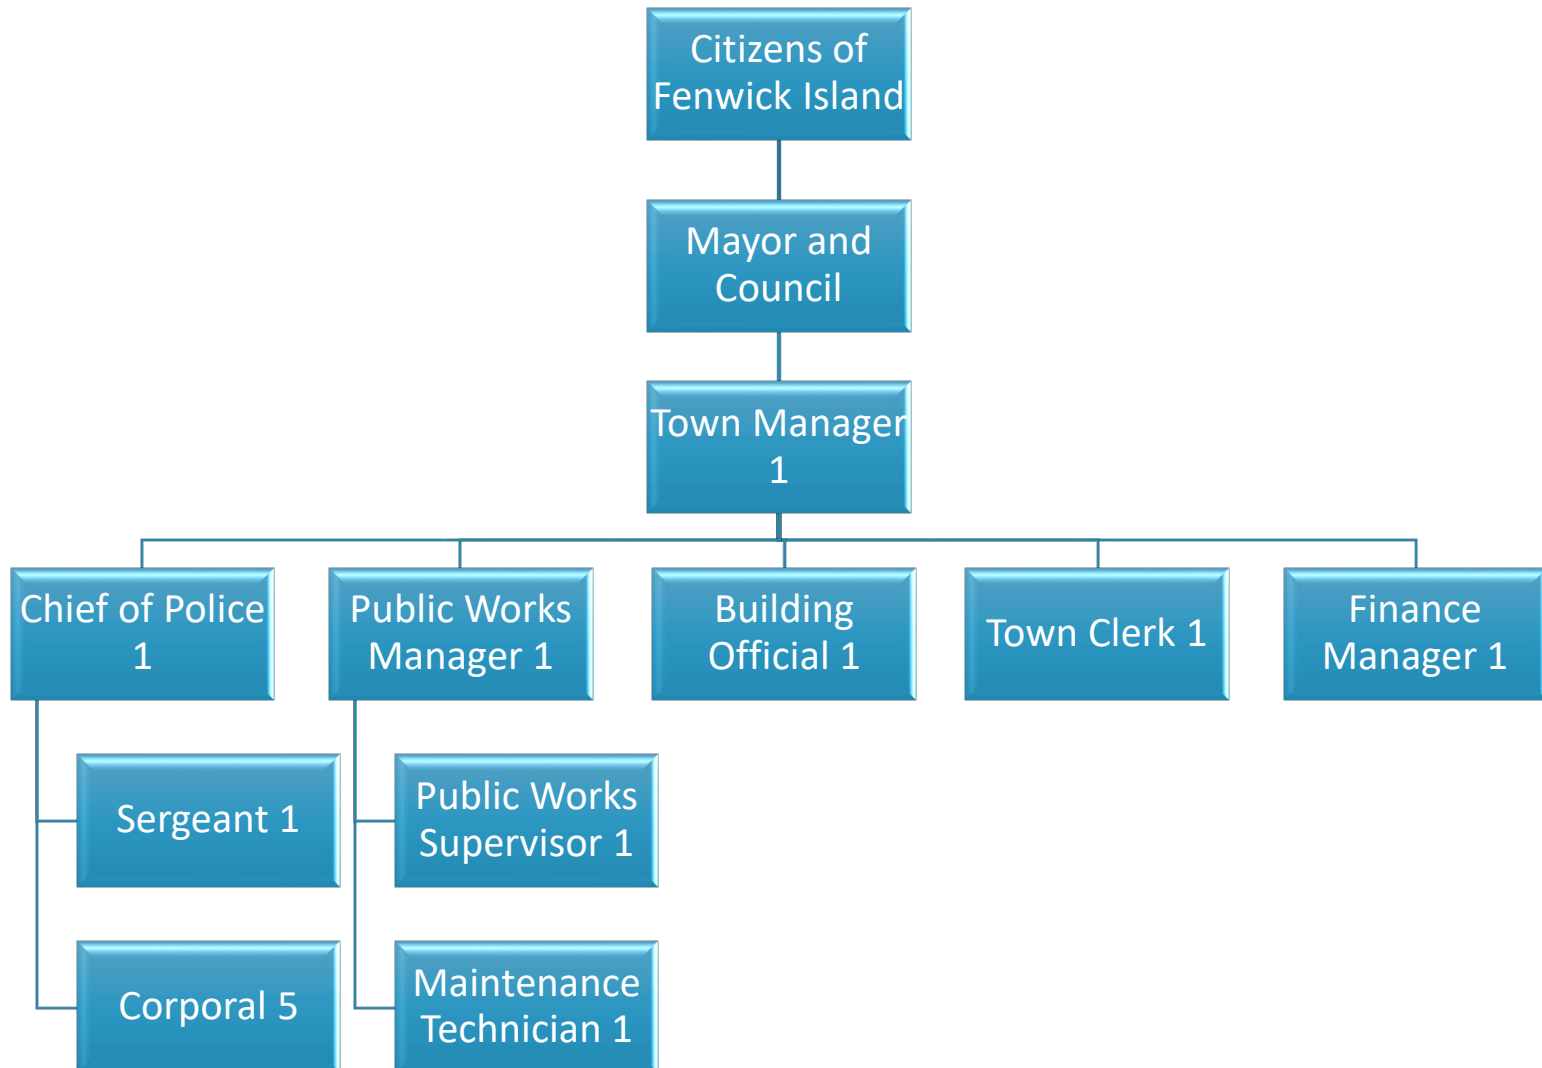 Citizens of
Fenwick Island
Mayor and
Council
Town Manager
1
Chief of Police
1
Public Works
Manager 1
Building
Official 1
Town Clerk 1
Finance
Manager 1
Sergeant 1
Public Works
Supervisor 1
Corporal 5
Maintenance
Technician 1